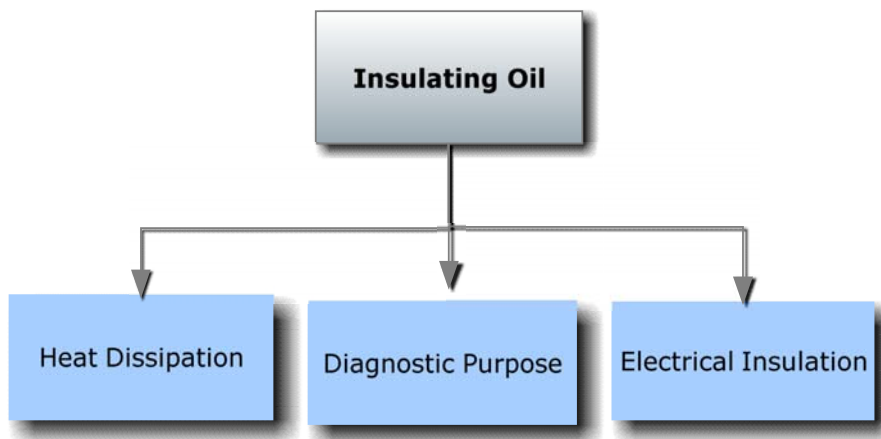 Insulating Oil
Heat Dissipation
Diagnostic Purpose
Electrical Insulation